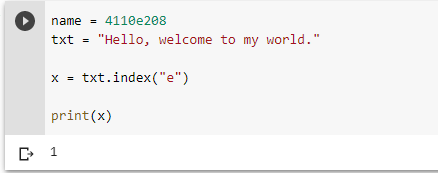 name = 4110e208
txt = "Hello, welcome to my world."
x = txt.index("e")
print(x)
1